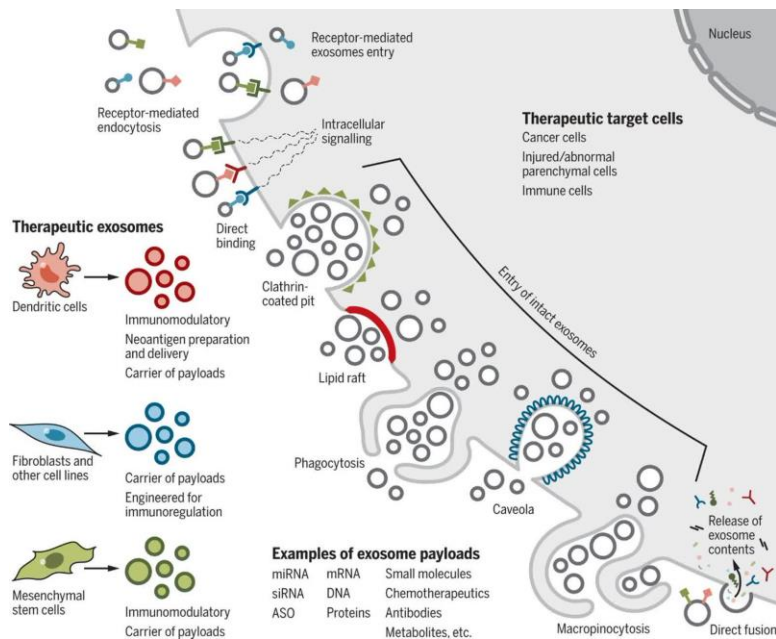 Receptor-mediated
exosomes entry
Nucleus
Receptor-mediated
endocytosis
Intracellular
signalling
Therapeutic target cells
Cancer cells
Injured/abnormal
parenchymal cells
Immune cells
Direct
binding
Therapeutic exosomes
Dendritic cells
Immunomodulatory
Neoantigen preparation
and delivery
Carrier of payloads
Clathrin-
coated pit
Entry of intact exosomes
Lipid raft
Fibroblasts and
other cell lines
Carrier of payloads
Engineered for
immunoregulation
Phagocytosis
Caveola
Release of
exosome
contents
Mesenchymal
stem cells
Immunomodulatory
Carrier of payloads
Examples of exosome payloads
miRNA mRNA Small molecules
siRNA DNA Chemotherapeutics
ASO Proteins Antibodies
Metabolites, etc.
Macropinocytosis
Direct fusion